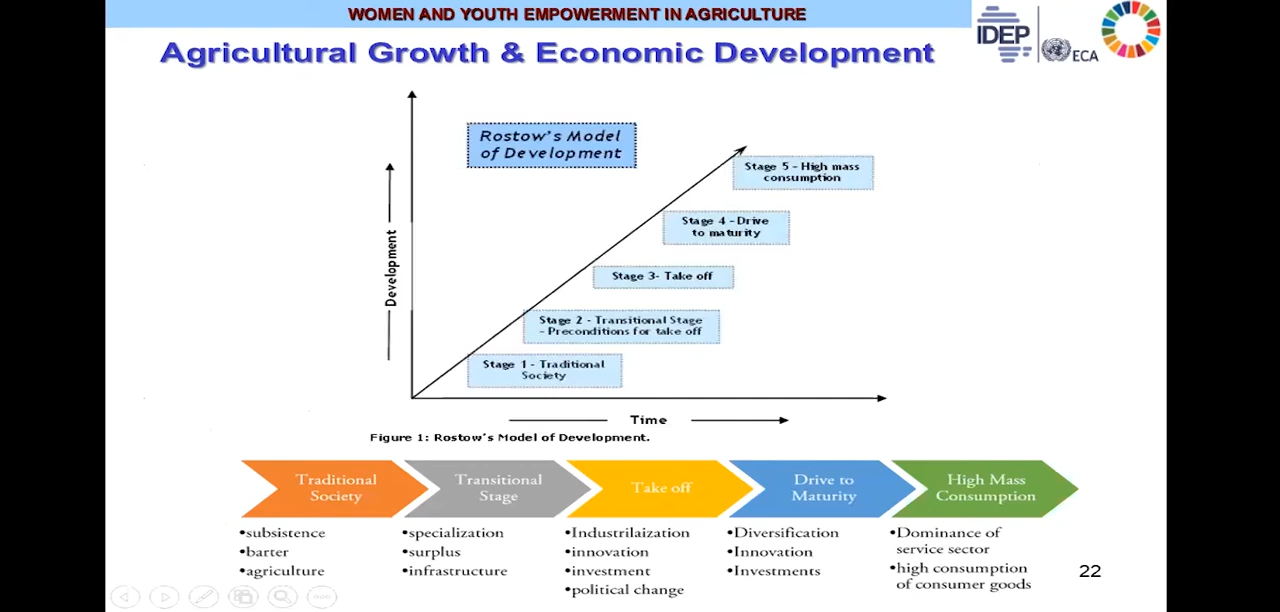 WOMEN AND YOUTH EMPOWERMENT IN AGRICULTURE
Agricultural Growth & Economic Development
IDEP
ECA
Rostow's Model
of Development
Stage 5 - High mass
consumption
Stage 4 - Drive
to maturity
Stage 3- Take off
Stage 2 - Transitional Stage
- Preconditions for take off
Stage 1 - Traditional
Society
Development
Time
Figure 1: Rostow's Model of Development.
Traditional
Society
•subsistence
•barter
•agriculture
Transitional
Stage
•specialization
•surplus
•infrastructure
Take off
•Industrilaization
•innovation
•investment
•political change
Drive to
Maturity
•Diversification
•Innovation
•Investments
High Mass
Consumption
•Dominance of
service sector
•high consumption
of consumer goods
22